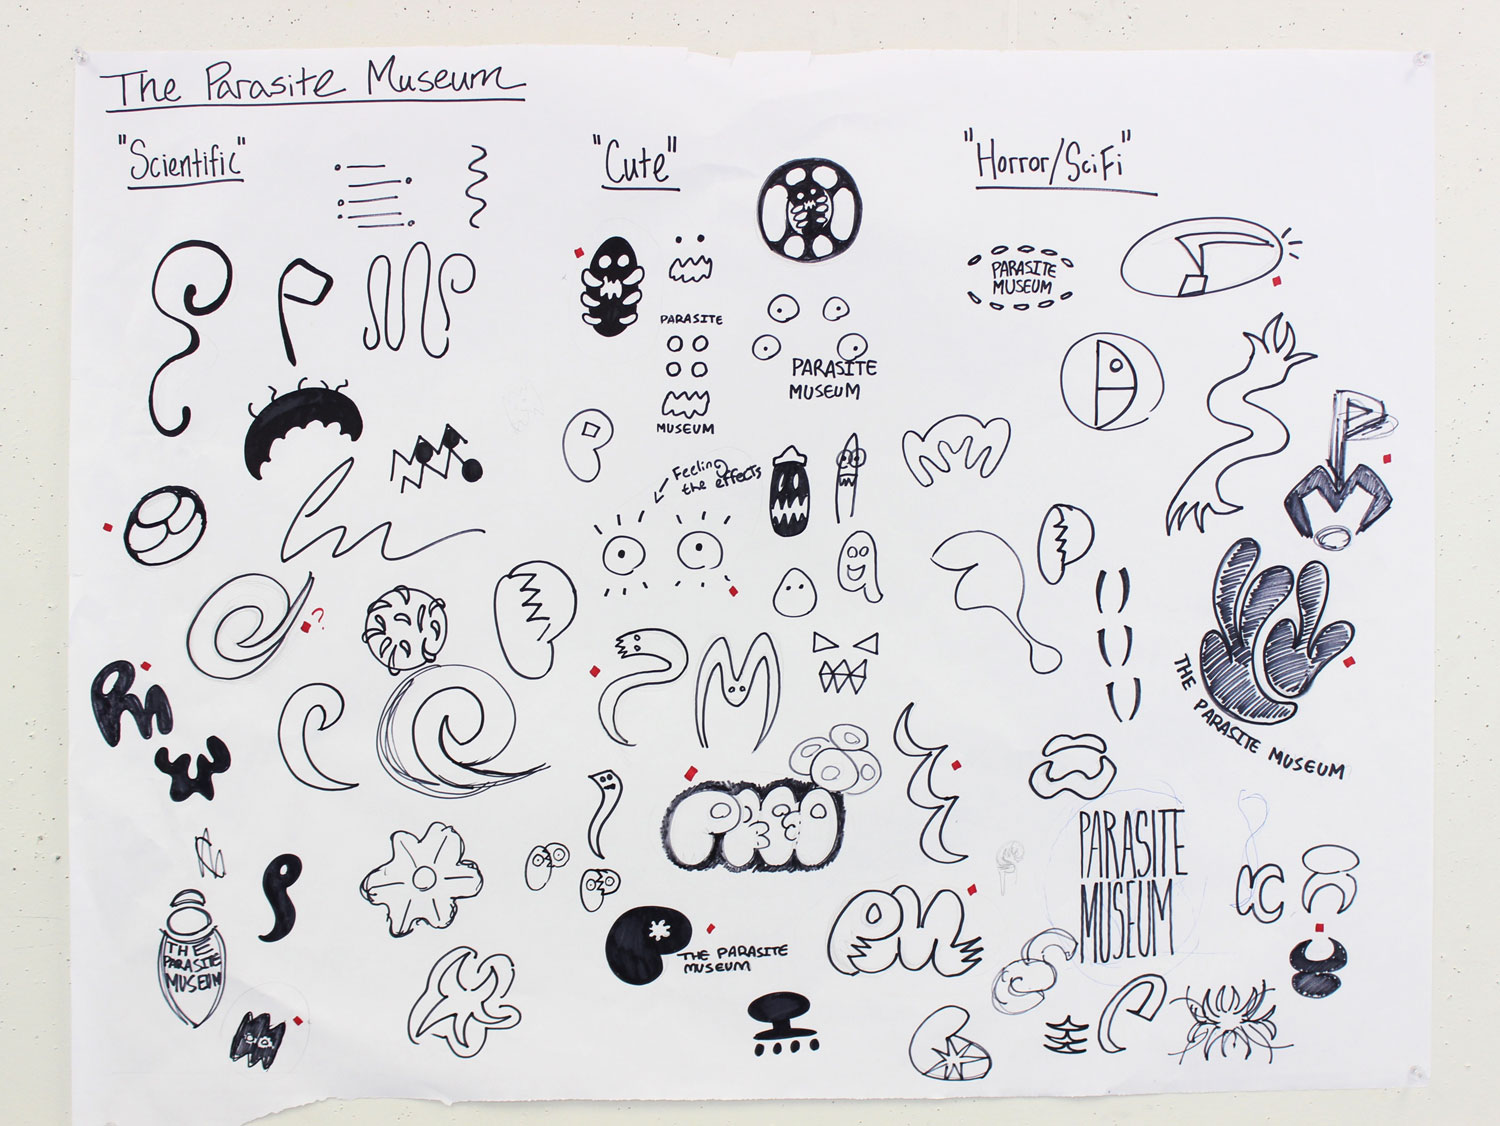 The Parasite Museum
"Scientific"
"Cute"
"Horror/SciFi"
PARASITE
MUSEUM
PARASITE
MUSEUM
PARASITE
MUSEUM
Feeling
the effects
?
THE PARASITE MUSEUM
PARASITE
MUSEUM
THE
PARASITE
MUSEUM
PM
THE PARASITE
MUSEUM